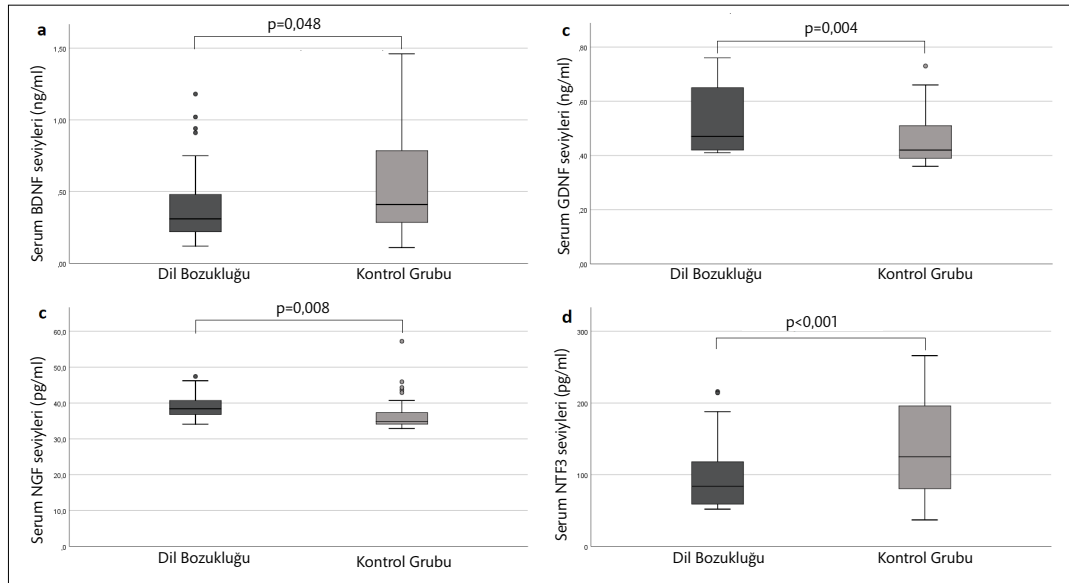 a
p=0,048
Serum BDNF seviyleri (ng/ml)
1,50
1,00
,50
,00
Dil Bozukluğu
Kontrol Grubu
c
p=0,004
Serum GDNF seviyleri (ng/ml)
,80
,60
,40
,20
,00
Dil Bozukluğu
Kontrol Grubu
c
p=0,008
Serum NGF seviyleri (pg/ml)
60,0
50,0
40,0
30,0
20,0
10,0
,0
Dil Bozukluğu
Kontrol Grubu
d
p<0,001
Serum NTF3 seviyleri (pg/ml)
300
200
100
0
Dil Bozukluğu
Kontrol Grubu